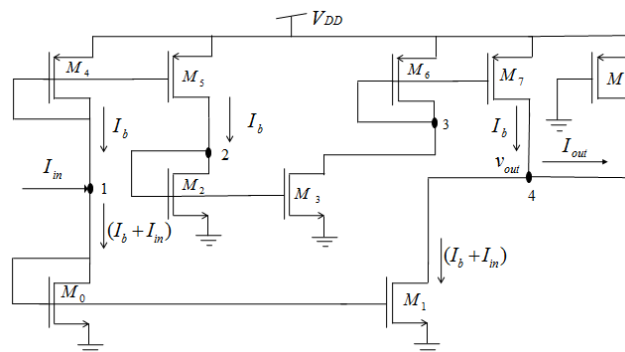 V_DD
M_4
M_5
M_6
M_7
M
I_b
I_b
I_b
3
2
I_in
1
M_2
M_3
v_out
I_out
4
(I_b + I_in)
(I_b + I_in)
M_0
M_1